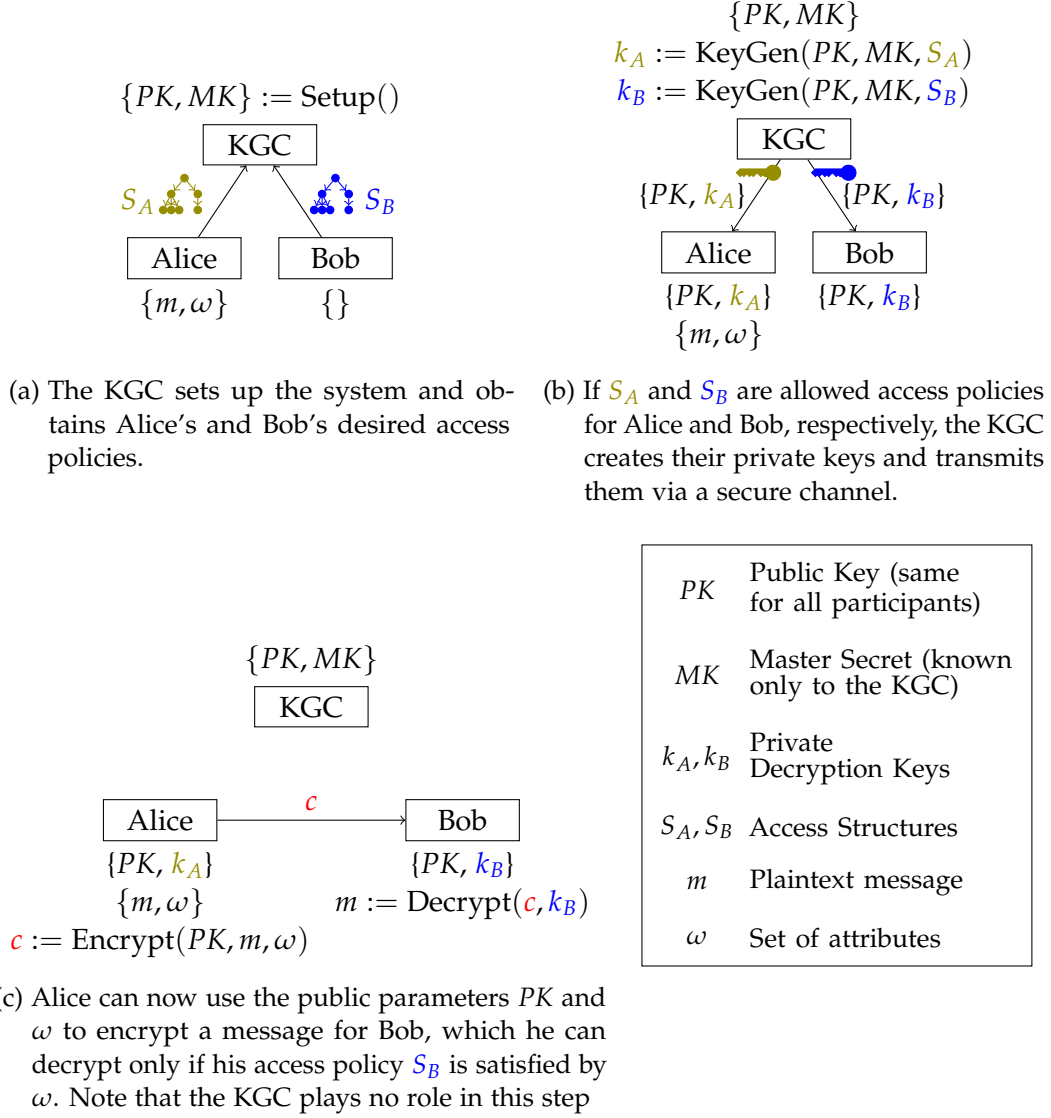 {PK, MK} := Setup()
KGC
S_A
S_B
Alice
Bob
{m, ω}
{}
(a) The KGC sets up the system and ob-
tains Alice's and Bob's desired access
policies.
{PK, MK}
k_A := KeyGen(PK, MK, S_A)
k_B := KeyGen(PK, MK, S_B)
KGC
{PK, k_A}
{PK, k_B}
Alice
Bob
{PK, k_A}
{PK, k_B}
{m, ω}
(b) If S_A and S_B are allowed access policies
for Alice and Bob, respectively, the KGC
creates their private keys and transmits
them via a secure channel.
{PK, MK}
KGC
Alice
c
Bob
{PK, k_A}
{PK, k_B}
{m, ω}
m := Decrypt(c, k_B)
c := Encrypt(PK, m, ω)
c) Alice can now use the public parameters PK and
ω to encrypt a message for Bob, which he can
decrypt only if his access policy S_B is satisfied by
ω. Note that the KGC plays no role in this step
PK Public Key (same
for all participants)
MK Master Secret (known
only to the KGC)
k_A, k_B Private
Decryption Keys
S_A, S_B Access Structures
m Plaintext message
ω Set of attributes